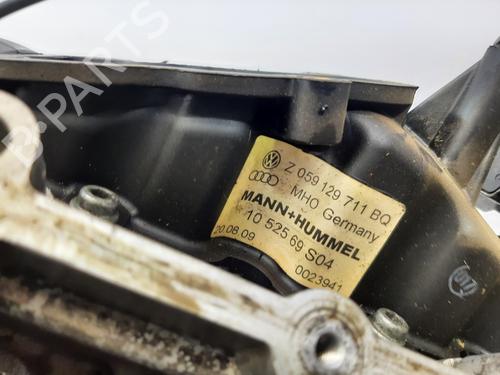 B-PARTS
Z 059 129 711 BQ
MHO Germany
MANN+HUMMEL
10 525 69 S04
20.08.09
0023941